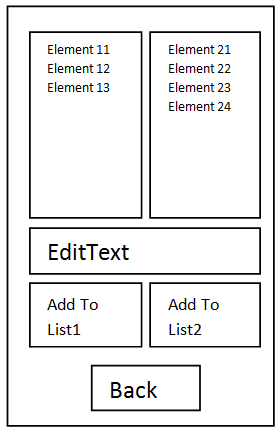 Element 11
Element 12
Element 13
Element 21
Element 22
Element 23
Element 24
EditText
Add To
List1
Add To
List2
Back